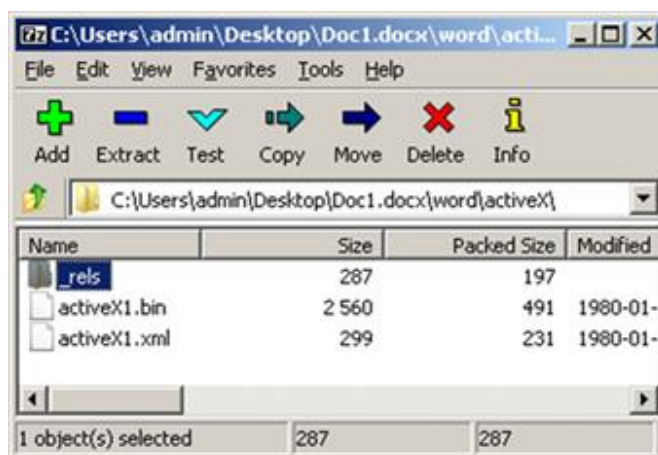 7z C:\Users\admin\Desktop\Doc1.docx\word\acti...
File Edit View Favorites Tools Help
Add Extract Test Copy Move Delete Info
C:\Users\admin\Desktop\Doc1.docx\word\activeX\
Name Size Packed Size Modified
_rels 287 197
activeX1.bin 2 560 491 1980-01-
activeX1.xml 299 231 1980-01-
1 object(s) selected 287 287